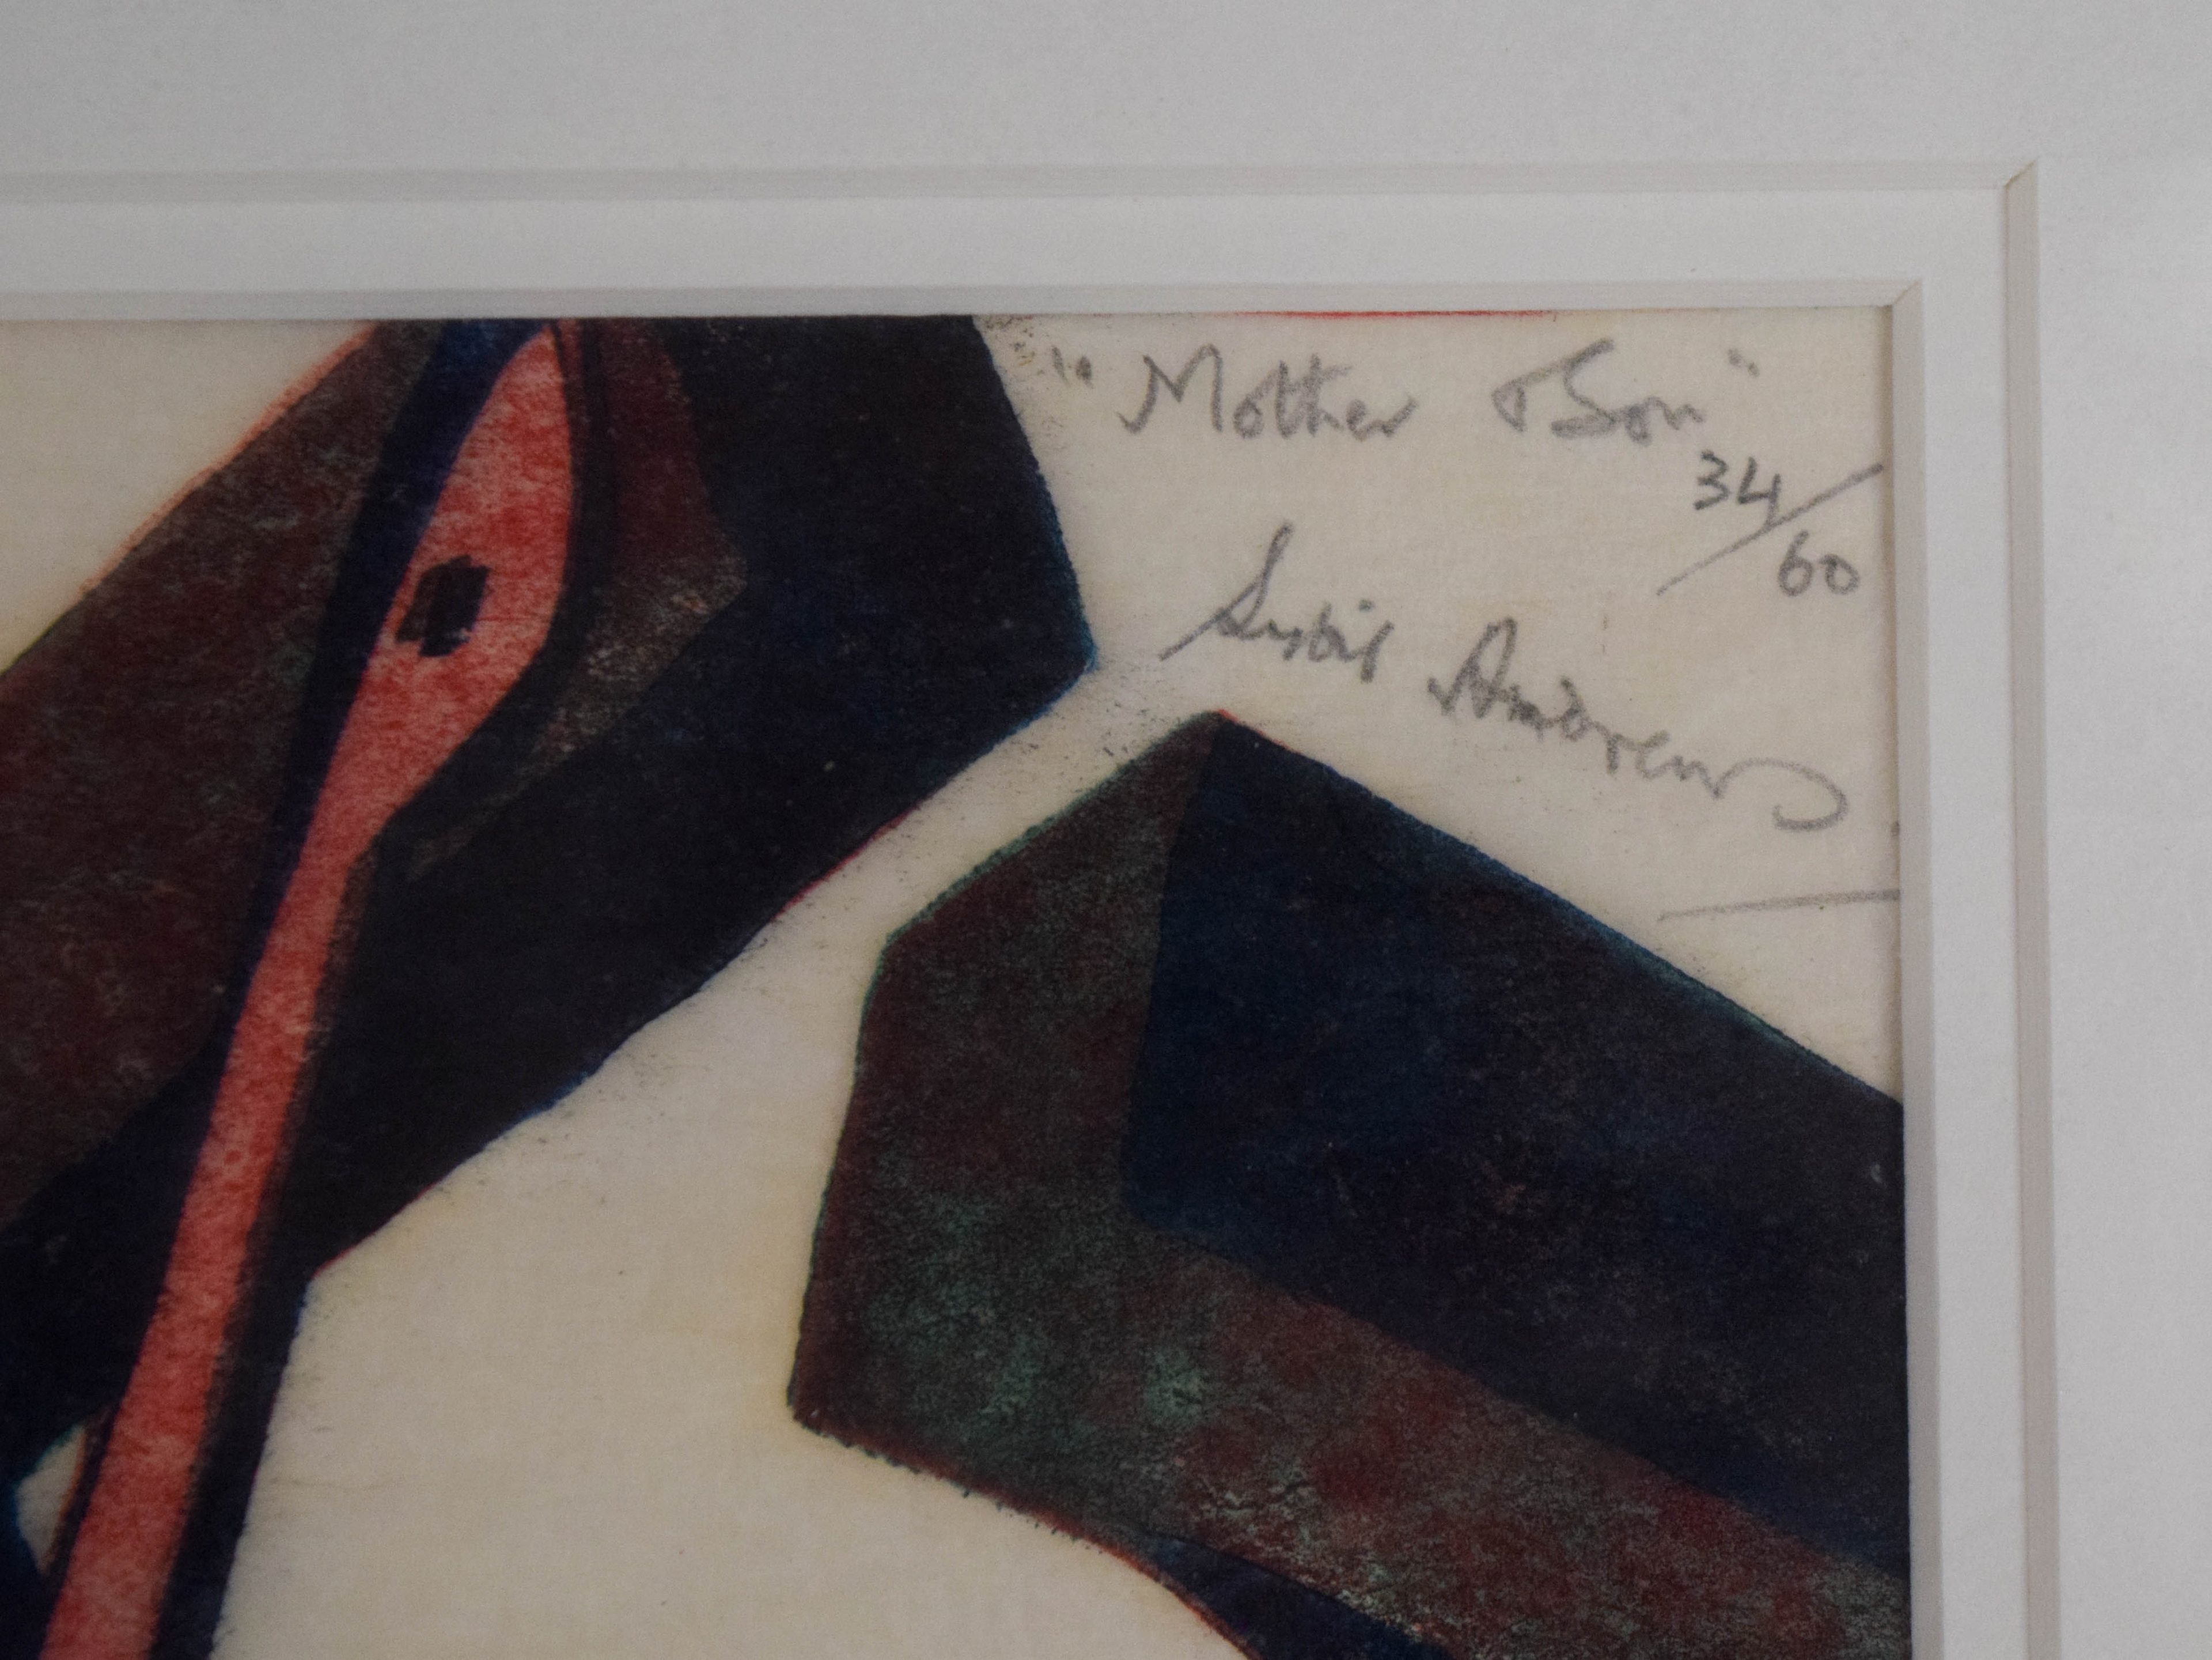 "Mother & Son"
34/60
Sybil Andrews